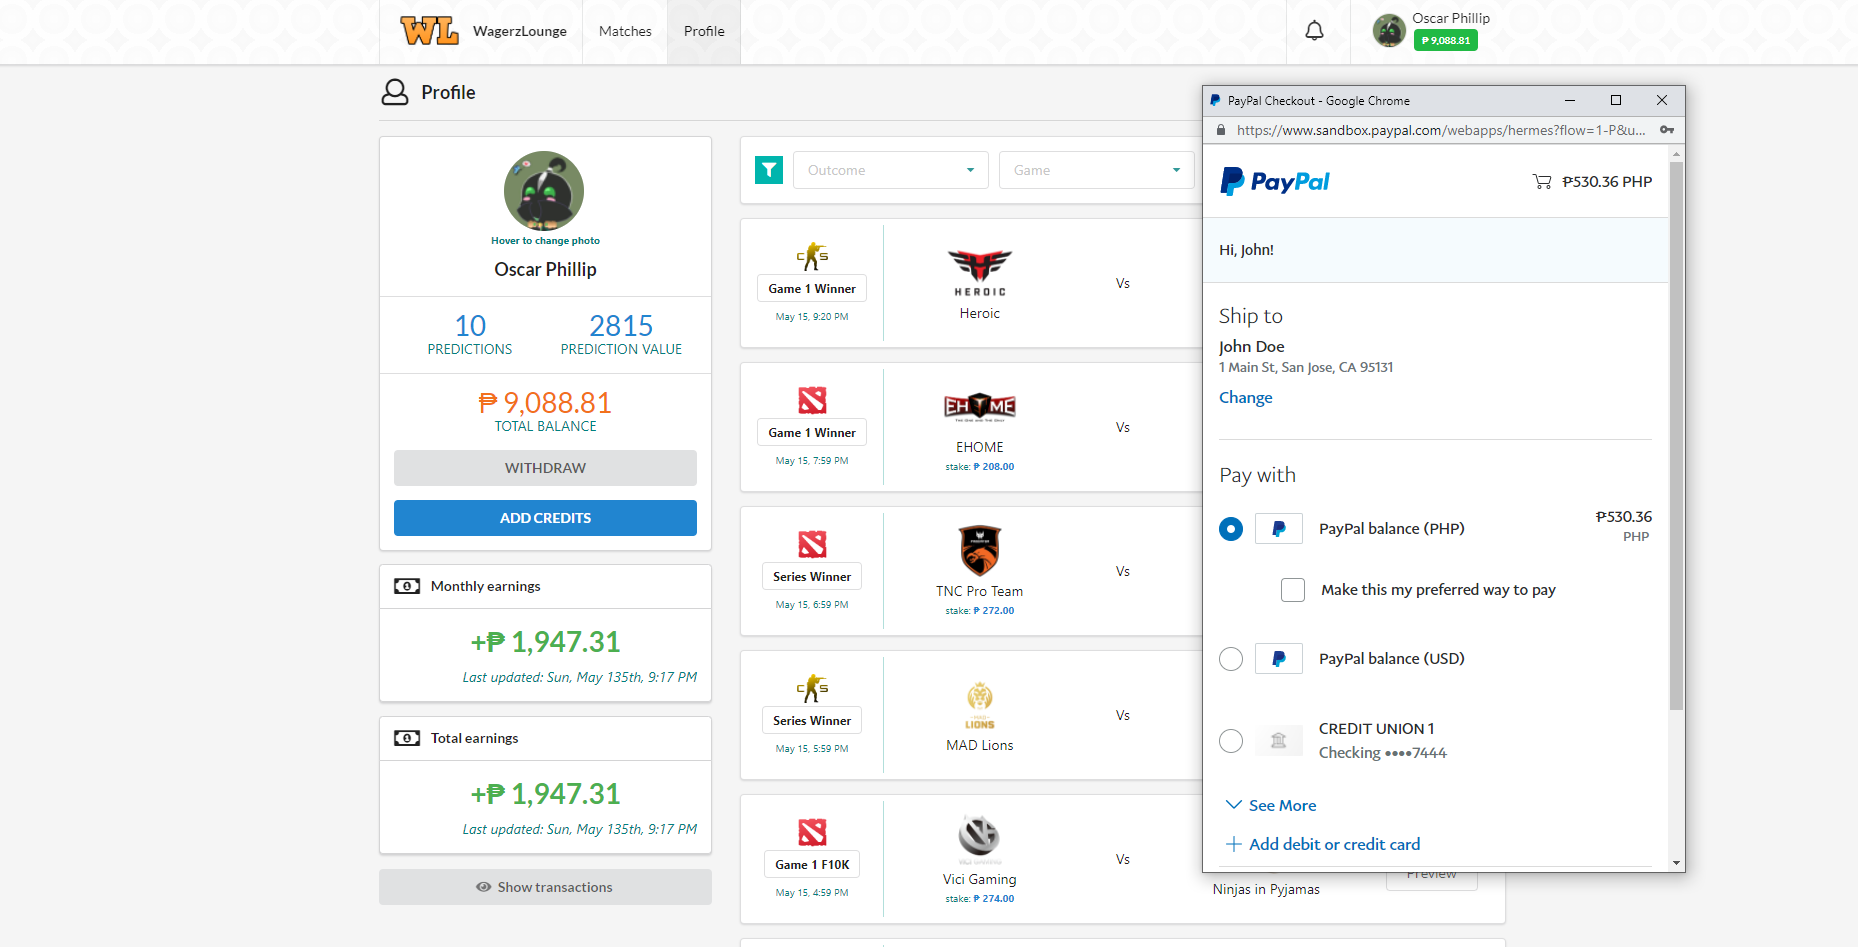 WL WagerzLounge
Matches
Profile
Oscar Phillip
₱ 9,088.81
Profile
Hover to change photo
Oscar Phillip
10
PREDICTIONS
2815
PREDICTION VALUE
₱ 9,088.81
TOTAL BALANCE
WITHDRAW
ADD CREDITS
Monthly earnings
+₱ 1,947.31
Last updated: Sun, May 135th, 9:17 PM
Total earnings
+₱ 1,947.31
Last updated: Sun, May 135th, 9:17 PM
Show transactions
Outcome
Game
CS
Game 1 Winner
May 15, 9:20 PM
HEROIC
Heroic
Vs
Game 1 Winner
May 15, 7:59 PM
EHOME
EHOME
stake: ₱ 208.00
Vs
Series Winner
May 15, 6:59 PM
TNC Pro Team
stake: ₱ 272.00
Vs
CS
Series Winner
May 15, 5:59 PM
MAD
LIONS
MAD Lions
Vs
Game 1 F10K
May 15, 4:59 PM
VICI GAMING
Vici Gaming
stake: ₱ 274.00
Vs
Ninjas in Pyjamas
Preview
PayPal Checkout - Google Chrome
https://www.sandbox.paypal.com/webapps/hermes?flow=1-P&u...
PayPal
₱530.36 PHP
Hi, John!
Ship to
John Doe
1 Main St, San Jose, CA 95131
Change
Pay with
PayPal balance (PHP)
₱530.36
PHP
Make this my preferred way to pay
PayPal balance (USD)
CREDIT UNION 1
Checking ••••7444
See More
Add debit or credit card